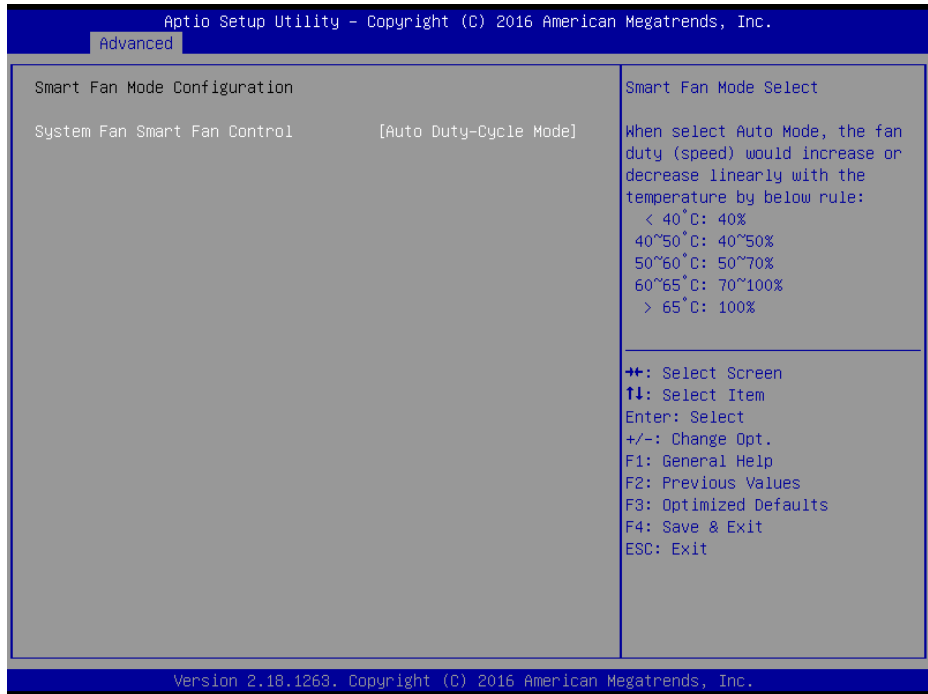 Aptio Setup Utility – Copyright (C) 2016 American Megatrends, Inc.
Advanced
Smart Fan Mode Configuration
System Fan Smart Fan Control [Auto Duty-Cycle Mode]
Smart Fan Mode Select
When select Auto Mode, the fan
duty (speed) would increase or
decrease linearly with the
temperature by below rule:
< 40°C: 40%
40~50°C: 40~50%
50~60°C: 50~70%
60~65°C: 70~100%
> 65°C: 100%
→←: Select Screen
↑↓: Select Item
Enter: Select
+/-: Change Opt.
F1: General Help
F2: Previous Values
F3: Optimized Defaults
F4: Save & Exit
ESC: Exit
Version 2.18.1263. Copyright (C) 2016 American Megatrends, Inc.